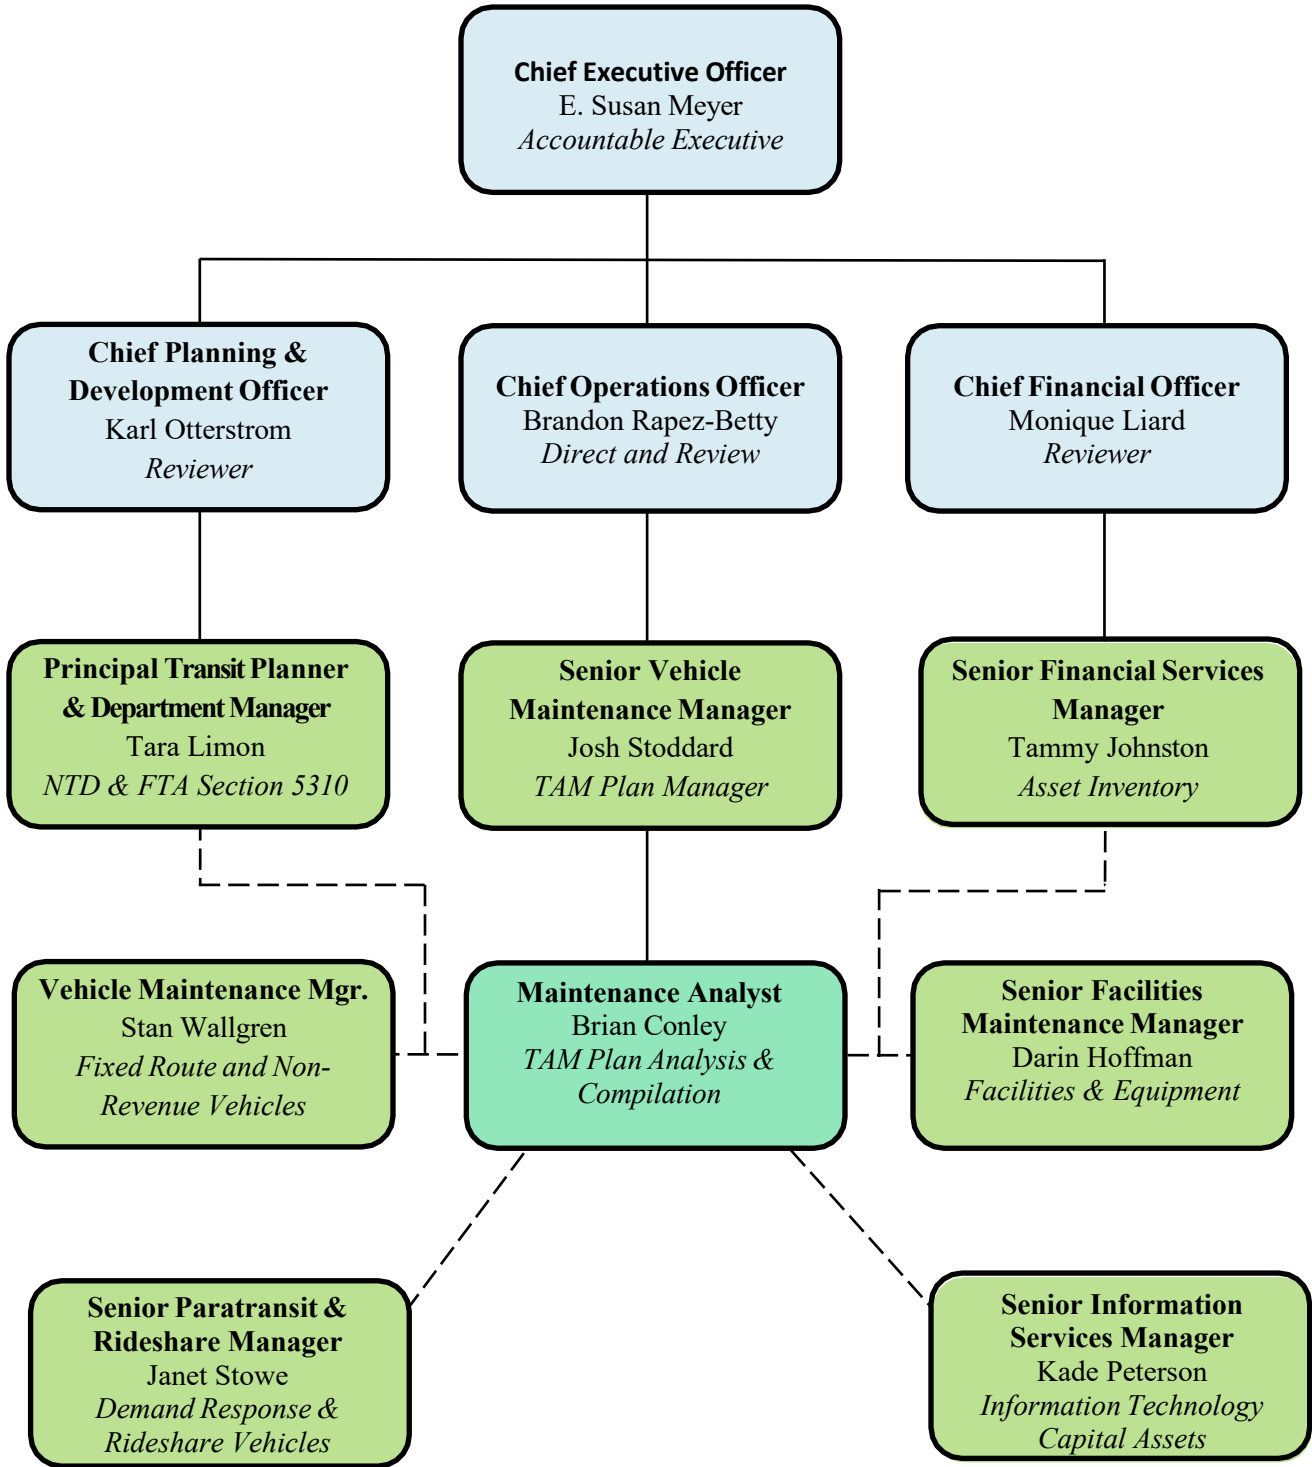 Chief Executive Officer
E. Susan Meyer
Accountable Executive
Chief Planning &
Development Officer
Karl Otterstrom
Reviewer
Chief Operations Officer
Brandon Rapez-Betty
Direct and Review
Chief Financial Officer
Monique Liard
Reviewer
Principal Transit Planner
& Department Manager
Tara Limon
NTD & FTA Section 5310
Senior Vehicle
Maintenance Manager
Josh Stoddard
TAM Plan Manager
Senior Financial Services
Manager
Tammy Johnston
Asset Inventory
Vehicle Maintenance Mgr.
Stan Wallgren
Fixed Route and Non-
Revenue Vehicles
Maintenance Analyst
Brian Conley
TAM Plan Analysis &
Compilation
Senior Facilities
Maintenance Manager
Darin Hoffman
Facilities & Equipment
Senior Paratransit &
Rideshare Manager
Janet Stowe
Demand Response &
Rideshare Vehicles
Senior Information
Services Manager
Kade Peterson
Information Technology
Capital Assets